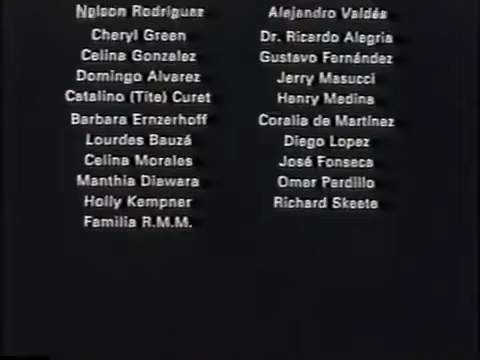 Nelson Rodriguez
Cheryl Green
Celina Gonzalez
Domingo Alvarez
Catalino (Tite) Curet
Barbara Ernzerhoff
Lourdes Bauzá
Celina Morales
Manthia Diawara
Holly Kempner
Familia R.M.M.
Alejandro Valdés
Dr. Ricardo Alegria
Gustavo Fernández
Jerry Masucci
Henry Medina
Coralia de Martínez
Diego Lopez
José Fonseca
Omer Pardillo
Richard Skeete